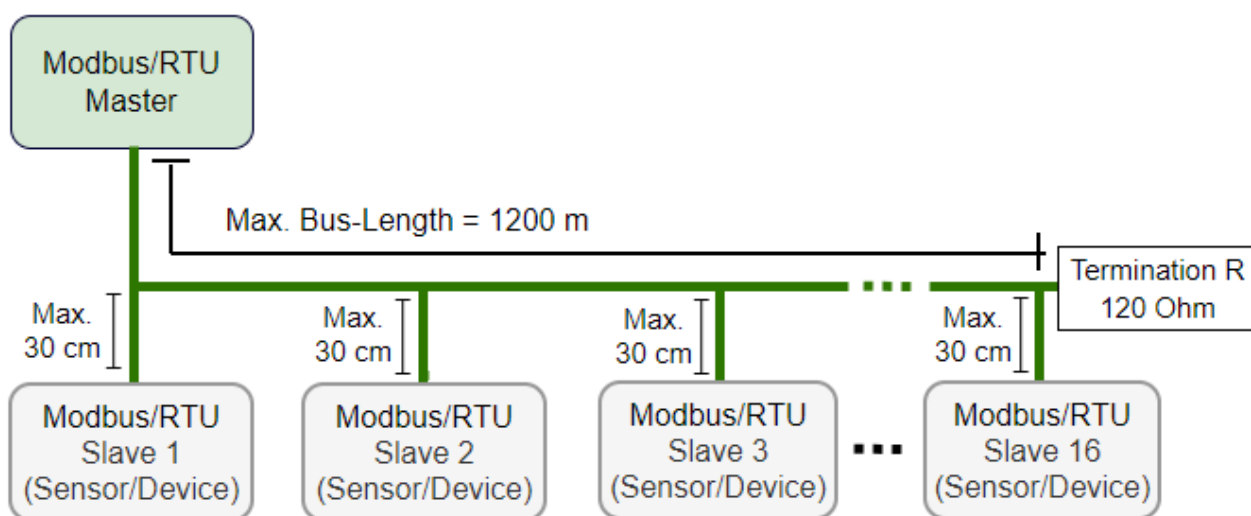 Modbus/RTU
Master
Max. Bus-Length = 1200 m
Termination R
120 Ohm
Max.
30 cm
Max.
30 cm
Max.
30 cm
Max.
30 cm
Modbus/RTU
Slave 1
(Sensor/Device)
Modbus/RTU
Slave 2
(Sensor/Device)
Modbus/RTU
Slave 3
(Sensor/Device)
Modbus/RTU
Slave 16
(Sensor/Device)